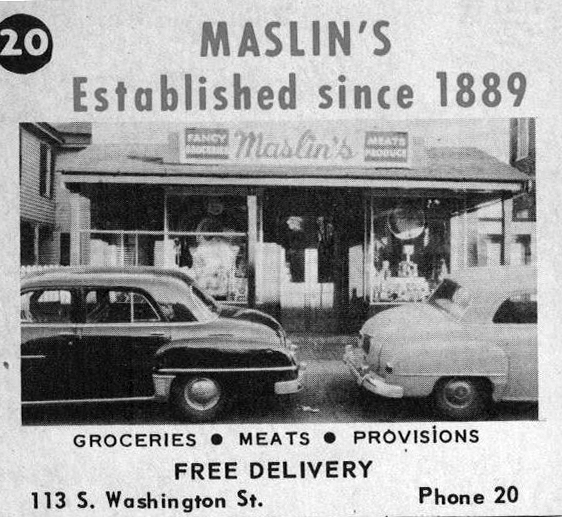 20
MASLIN'S
Established since 1889
FANCY
Maslin's
MEATS
GROCERIES ● MEATS ● PROVISIONS
FREE DELIVERY
113 S. Washington St.
Phone 20